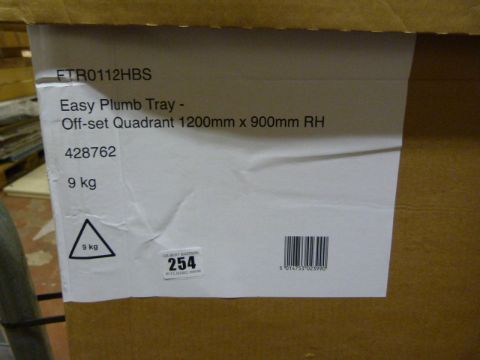 FTR0112HBS
Easy Plumb Tray -
Off-set Quadrant 1200mm x 900mm RH
428762
9 kg
9 kg
254